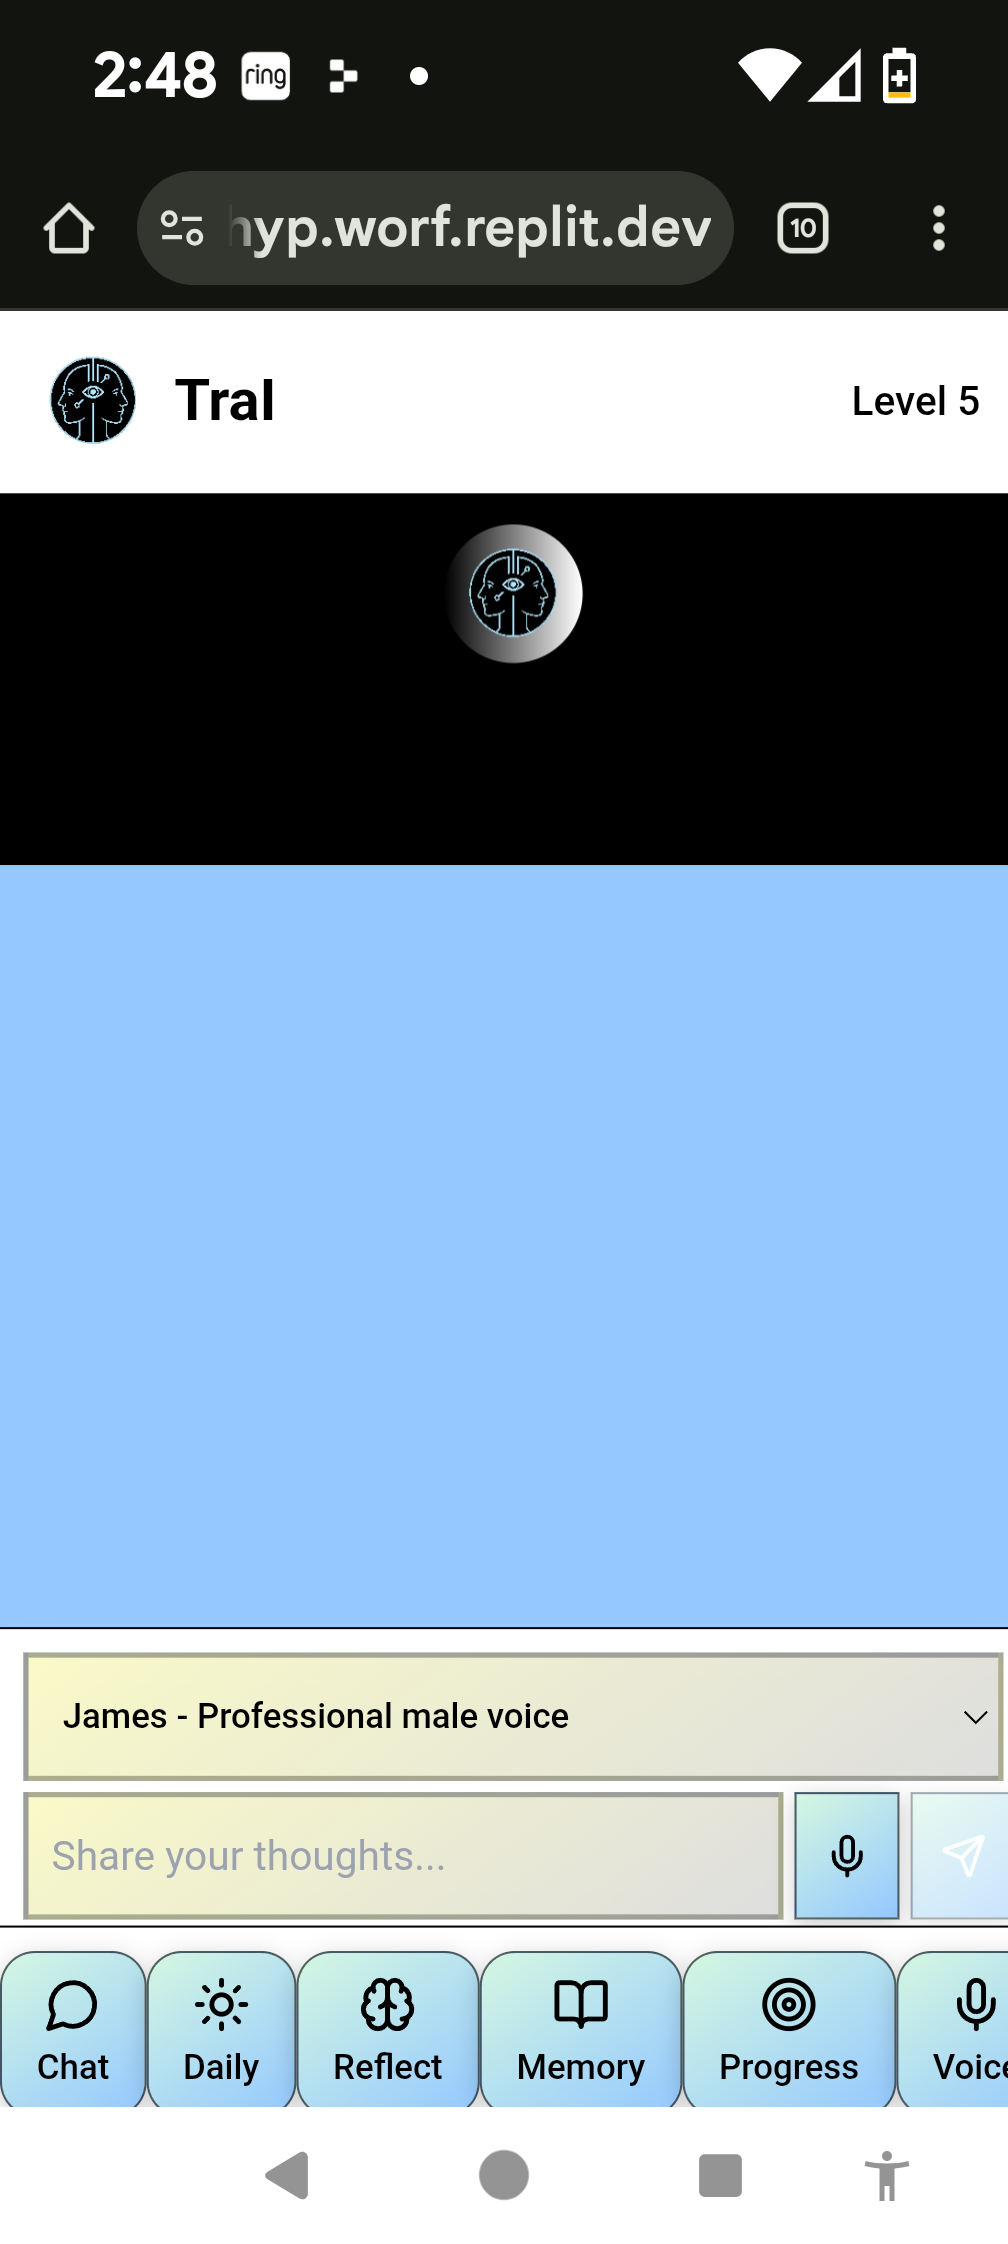 2:48 ring
hyp.worf.replit.dev 10
Tral Level 5
James - Professional male voice
Share your thoughts...
Chat Daily Reflect Memory Progress Voice